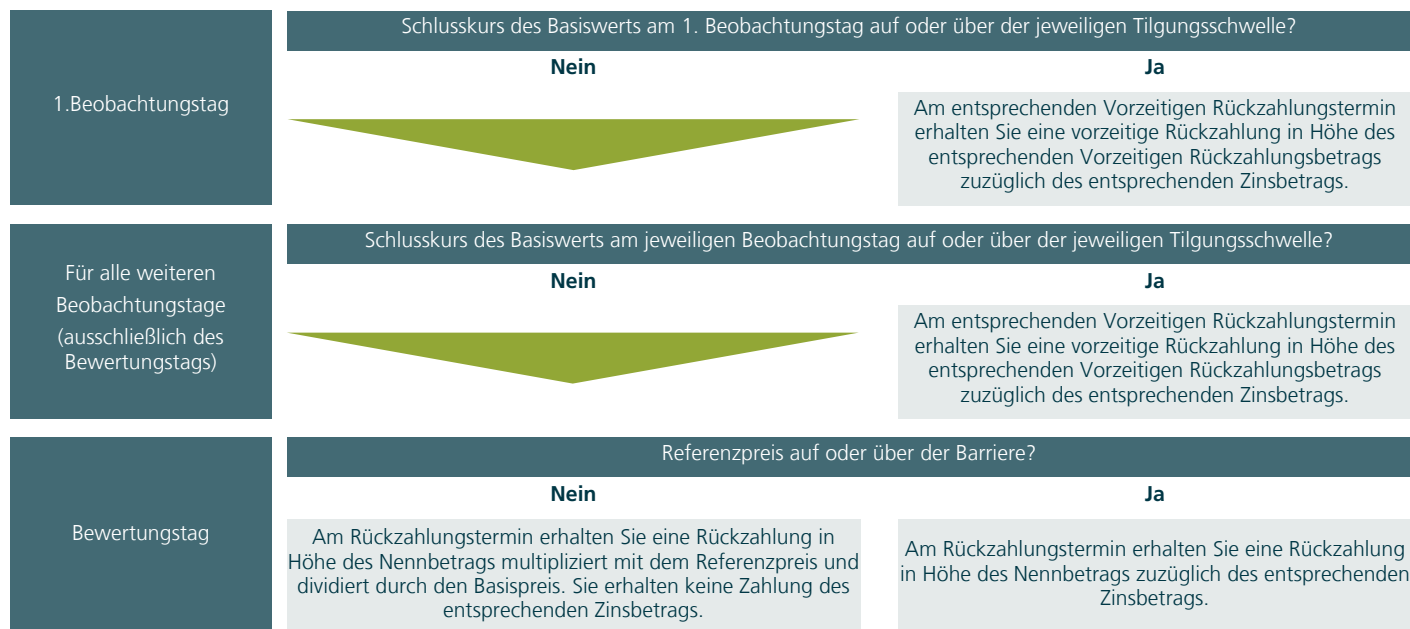 1.Beobachtungstag
Schlusskurs des Basiswerts am 1. Beobachtungstag auf oder über der jeweiligen Tilgungsschwelle?
Nein
Ja
Am entsprechenden Vorzeitigen Rückzahlungstermin
erhalten Sie eine vorzeitige Rückzahlung in Höhe des
entsprechenden Vorzeitigen Rückzahlungsbetrags
zuzüglich des entsprechenden Zinsbetrags.
Für alle weiteren
Beobachtungstage
(ausschließlich des
Bewertungstags)
Schlusskurs des Basiswerts am jeweiligen Beobachtungstag auf oder über der jeweiligen Tilgungsschwelle?
Nein
Ja
Am entsprechenden Vorzeitigen Rückzahlungstermin
erhalten Sie eine vorzeitige Rückzahlung in Höhe des
entsprechenden Vorzeitigen Rückzahlungsbetrags
zuzüglich des entsprechenden Zinsbetrags.
Bewertungstag
Referenzpreis auf oder über der Barriere?
Nein
Ja
Am Rückzahlungstermin erhalten Sie eine Rückzahlung in
Höhe des Nennbetrags multipliziert mit dem Referenzpreis und
dividiert durch den Basispreis. Sie erhalten keine Zahlung des
entsprechenden Zinsbetrags.
Am Rückzahlungstermin erhalten Sie eine Rückzahlung
in Höhe des Nennbetrags zuzüglich des entsprechenden
Zinsbetrags.